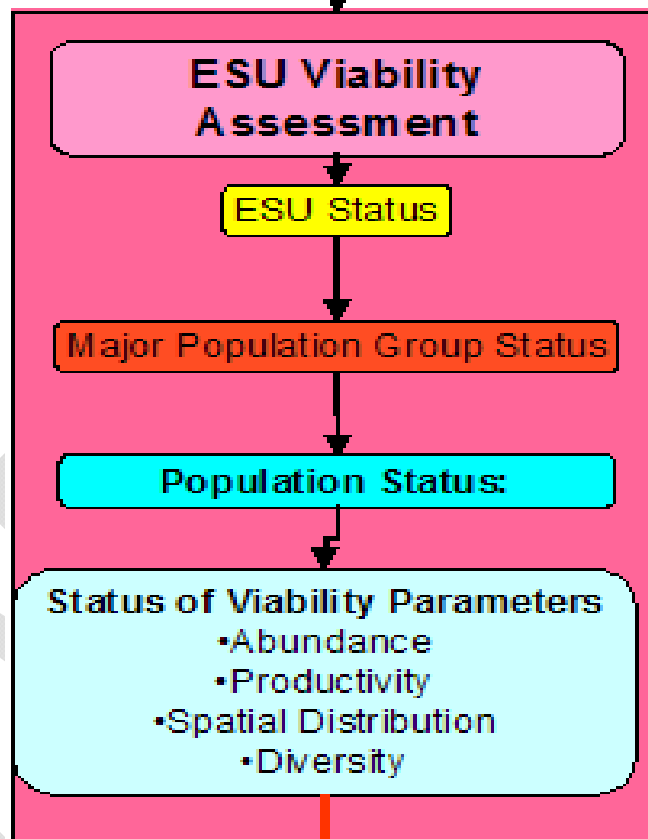 ESU Viability
Assessment
ESU Status
Major Population Group Status
Population Status:
Status of Viability Parameters
•Abundance
•Productivity
•Spatial Distribution
•Diversity